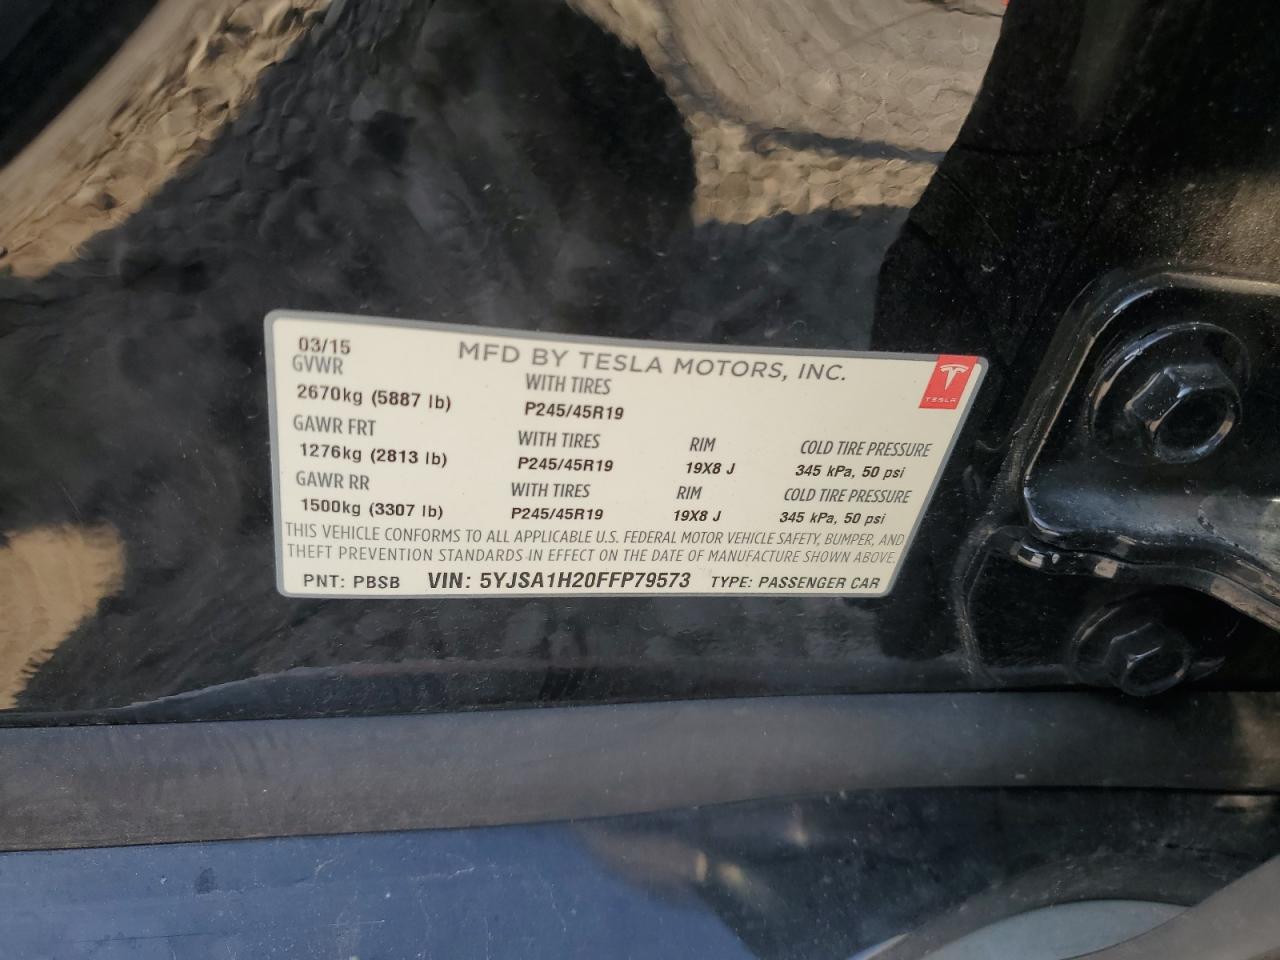 03/15 MFD BY TESLA MOTORS, INC.
GVWR WITH TIRES
2670kg (5887 lb) P245/45R19
TESLA
GAWR FRT WITH TIRES RIM COLD TIRE PRESSURE
1276kg (2813 lb) P245/45R19 19X8 J 345 kPa, 50 psi
GAWR RR WITH TIRES RIM COLD TIRE PRESSURE
1500kg (3307 lb) P245/45R19 19X8 J 345 kPa, 50 psi
THIS VEHICLE CONFORMS TO ALL APPLICABLE U.S. FEDERAL MOTOR VEHICLE SAFETY, BUMPER, AND
THEFT PREVENTION STANDARDS IN EFFECT ON THE DATE OF MANUFACTURE SHOWN ABOVE.
PNT: PBSB VIN: 5YJSA1H20FFP79573 TYPE: PASSENGER CAR